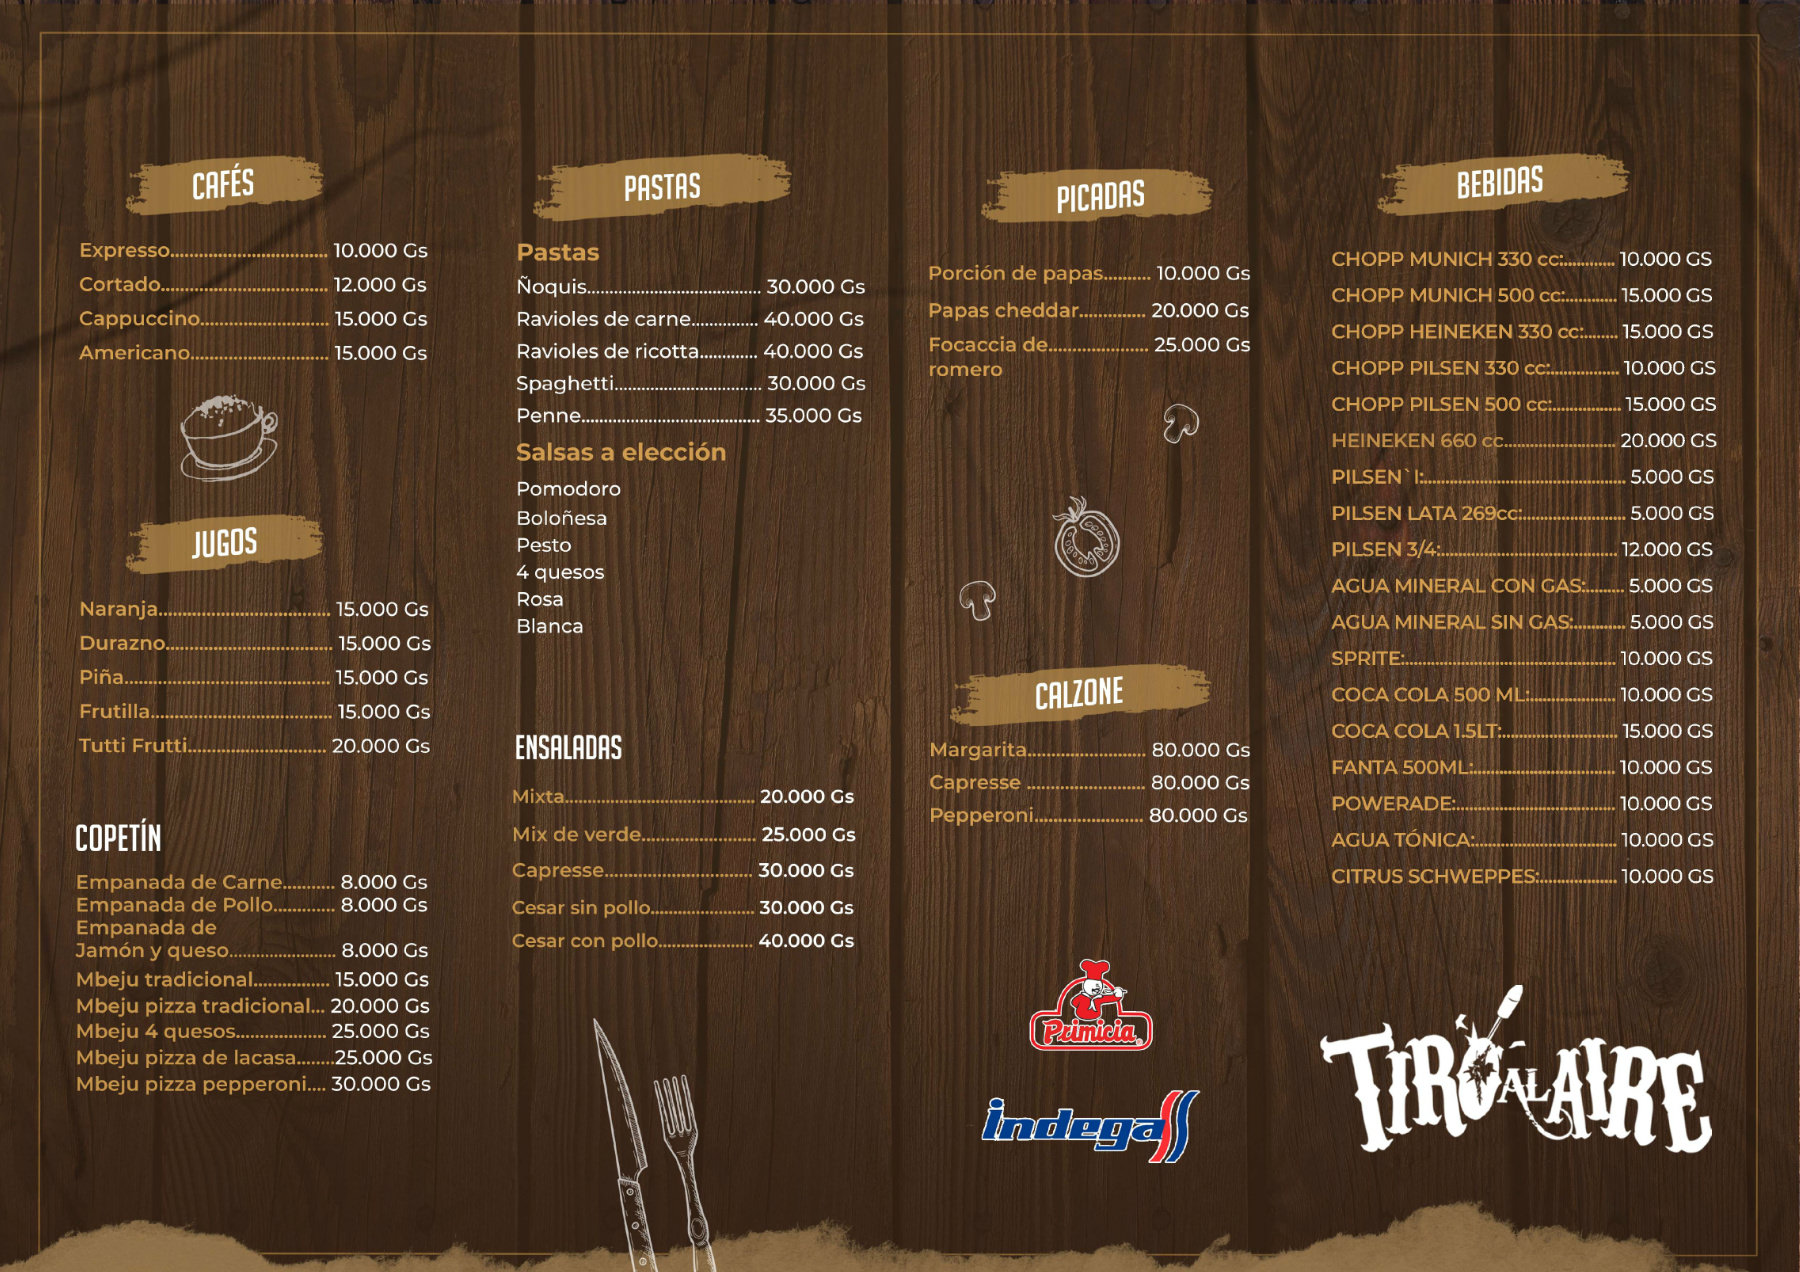 CAFÉS
Expresso............................... 10.000 Gs
Cortado................................. 12.000 Gs
Cappuccino......................... 15.000 Gs
Americano........................... 15.000 Gs
JUGOS
Naranja.................................. 15.000 Gs
Durazno................................. 15.000 Gs
Piña......................................... 15.000 Gs
Frutilla.................................... 15.000 Gs
Tutti Frutti........................... 20.000 Gs
COPETÍN
Empanada de Carne........... 8.000 Gs
Empanada de Pollo............. 8.000 Gs
Empanada de
Jamón y queso...................... 8.000 Gs
Mbeju tradicional................ 15.000 Gs
Mbeju pizza tradicional... 20.000 Gs
Mbeju 4 quesos................... 25.000 Gs
Mbeju pizza de lacasa........25.000 Gs
Mbeju pizza pepperoni.... 30.000 Gs
PASTAS
Pastas
Ñoquis....................................... 30.000 Gs
Ravioles de carne............... 40.000 Gs
Ravioles de ricotta............. 40.000 Gs
Spaghetti................................. 30.000 Gs
Penne........................................ 35.000 Gs
Salsas a elección
Pomodoro
Boloñesa
Pesto
4 quesos
Rosa
Blanca
ENSALADAS
Mixta....................................... 20.000 Gs
Mix de verde........................ 25.000 Gs
Capresse............................... 30.000 Gs
Cesar sin pollo...................... 30.000 Gs
Cesar con pollo.................... 40.000 Gs
PICADAS
Porción de papas.......... 10.000 Gs
Papas cheddar.............. 20.000 Gs
Focaccia de..................... 25.000 Gs
romero
CALZONE
Margarita......................... 80.000 Gs
Capresse ......................... 80.000 Gs
Pepperoni....................... 80.000 Gs
Primicia
indega
BEBIDAS
CHOPP MUNICH 330 cc:............ 10.000 GS
CHOPP MUNICH 500 cc:............ 15.000 GS
CHOPP HEINEKEN 330 cc:........ 15.000 GS
CHOPP PILSEN 330 cc:................ 10.000 GS
CHOPP PILSEN 500 cc:................ 15.000 GS
HEINEKEN 660 cc.......................... 20.000 GS
PILSEN`I:............................................... 5.000 GS
PILSEN LATA 269cc:........................ 5.000 GS
PILSEN 3/4:......................................... 12.000 GS
AGUA MINERAL CON GAS:......... 5.000 GS
AGUA MINERAL SIN GAS:............ 5.000 GS
SPRITE:................................................. 10.000 GS
COCA COLA 500 ML:.................... 10.000 GS
COCA COLA 1.5LT:........................... 15.000 GS
FANTA 500ML:................................. 10.000 GS
POWERADE:..................................... 10.000 GS
AGUA TÓNICA:................................. 10.000 GS
CITRUS SCHWEPPES:.................. 10.000 GS
TIRO AL AIRE